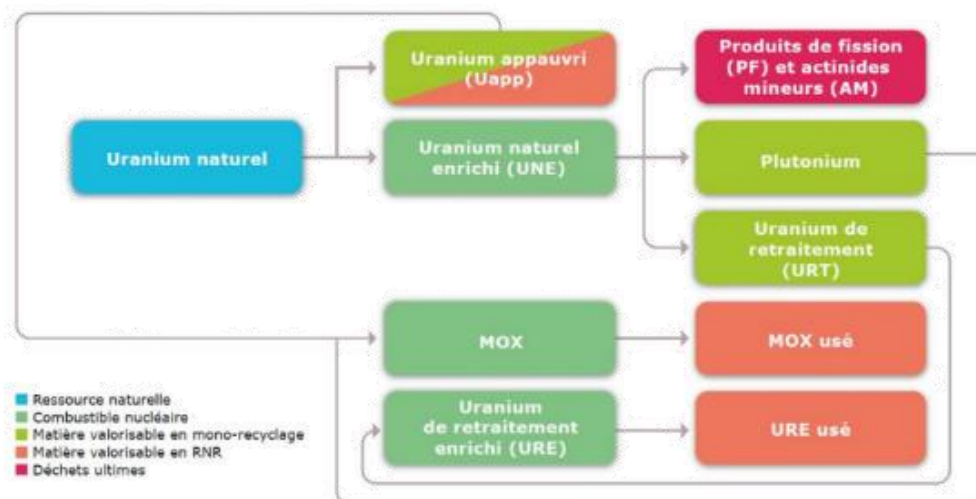 Uranium appauvri
(Uapp)
Produits de fission
(PF) et actinides
mineurs (AM)
Uranium naturel
Uranium naturel
enrichi (UNE)
Plutonium
Uranium de
retraitement
(URT)
MOX
MOX usé
Uranium
de retraitement
enrichi (URE)
URE usé
Ressource naturelle
Combustible nucléaire
Matière valorisable en mono-recyclage
Matière valorisable en RNR
Déchets ultimes